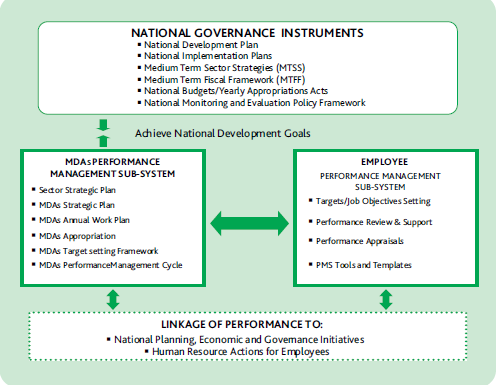 NATIONAL GOVERNANCE INSTRUMENTS
▪ National Development Plan
▪ National Implementation Plans
▪ Medium Term Sector Strategies (MTSS)
▪ Medium Term Fiscal Framework (MTFF)
▪ National Budgets/Yearly Appropriations Acts
▪ National Monitoring and Evaluation Policy Framework
Achieve National Development Goals
MDAs PERFORMANCE
MANAGEMENT SUB-SYSTEM
▪ Sector Strategic Plan
▪ MDAs Strategic Plan
▪ MDAs Annual Work Plan
▪ MDAs Appropriation
▪ MDAs Target setting Framework
▪ MDAs PerformanceManagement Cycle
EMPLOYEE
PERFORMANCE MANAGEMENT
SUB-SYSTEM
▪ Targets/Job Objectives Setting
▪ Performance Review & Support
▪ Performance Appraisals
▪ PMS Tools and Templates
LINKAGE OF PERFORMANCE TO:
▪ National Planning, Economic and Governance Initiatives
▪ Human Resource Actions for Employees